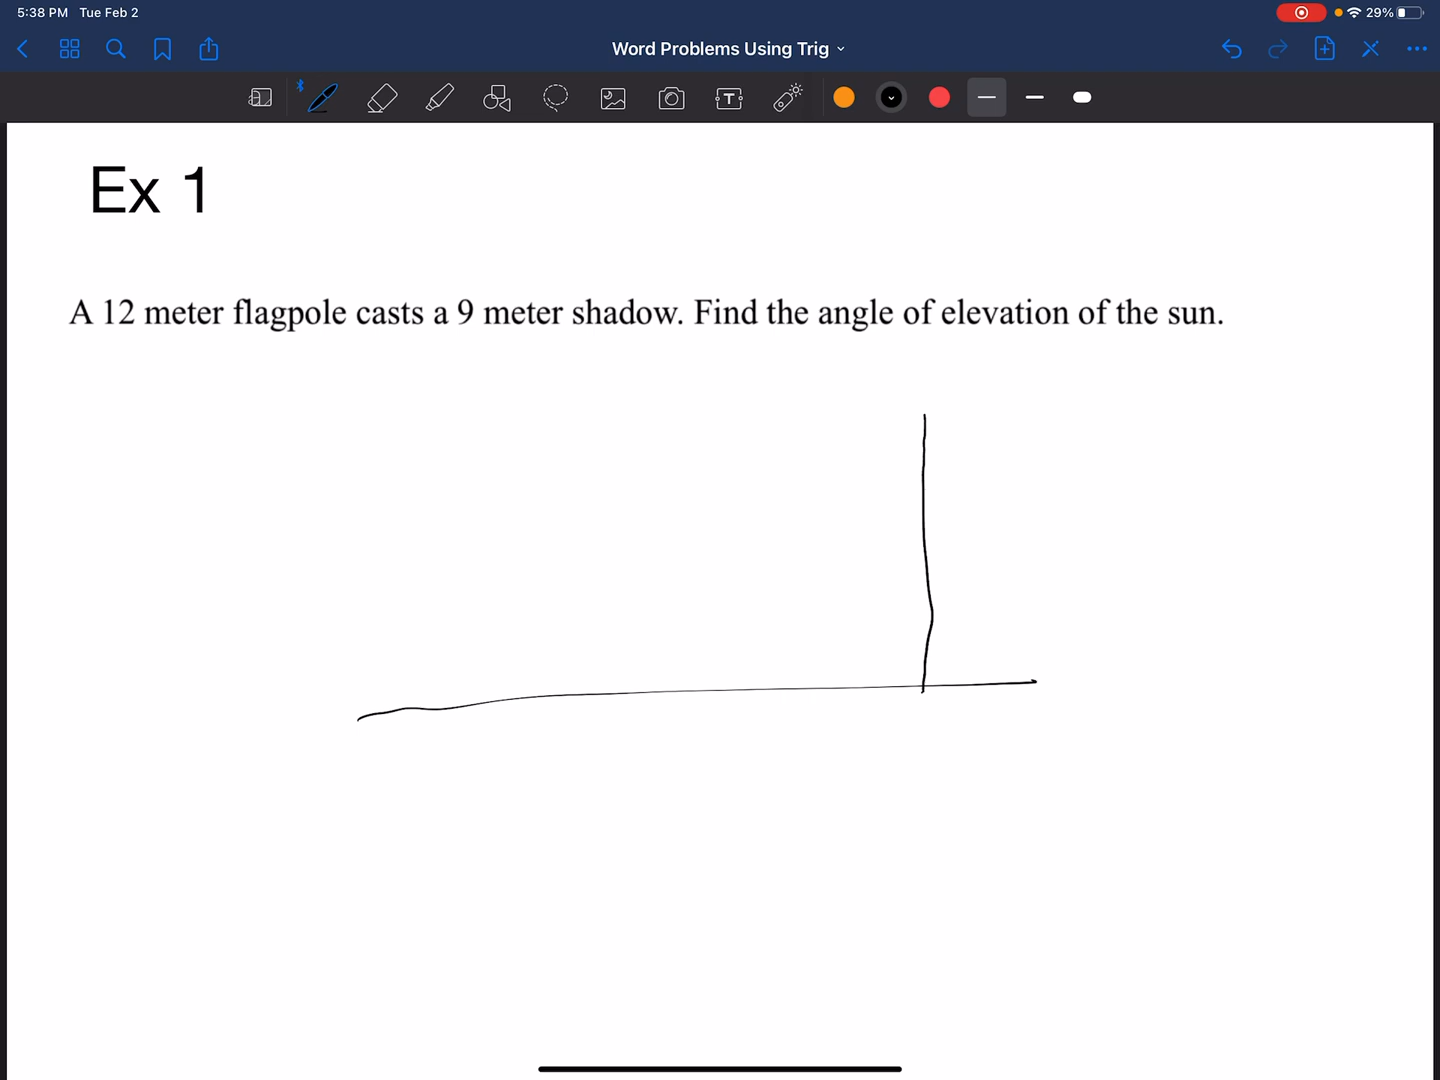 5:38 PM Tue Feb 2
29%
Word Problems Using Trig
T
Ex 1
A 12 meter flagpole casts a 9 meter shadow. Find the angle of elevation of the sun.